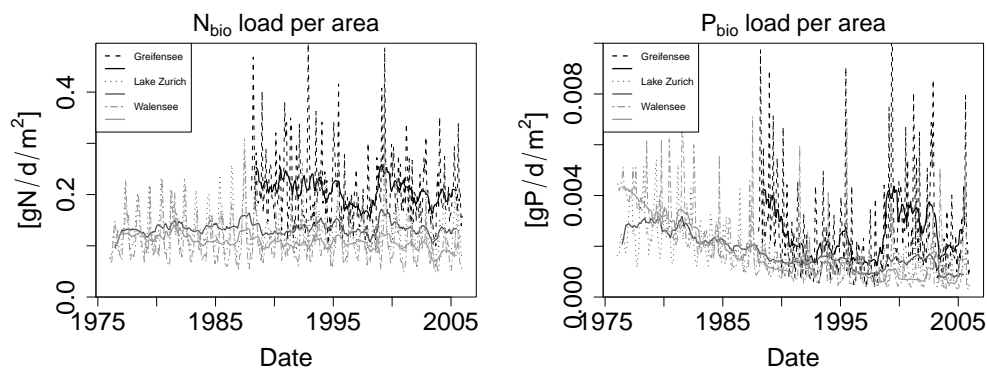 N_bio load per area
[gN/d/m²]
0.4
0.2
0.0
Greifensee
Lake Zurich
Walensee
1975 1985 1995 2005
Date
P_bio load per area
[gP/d/m²]
0.008
0.004
0.000
Greifensee
Lake Zurich
Walensee
1975 1985 1995 2005
Date